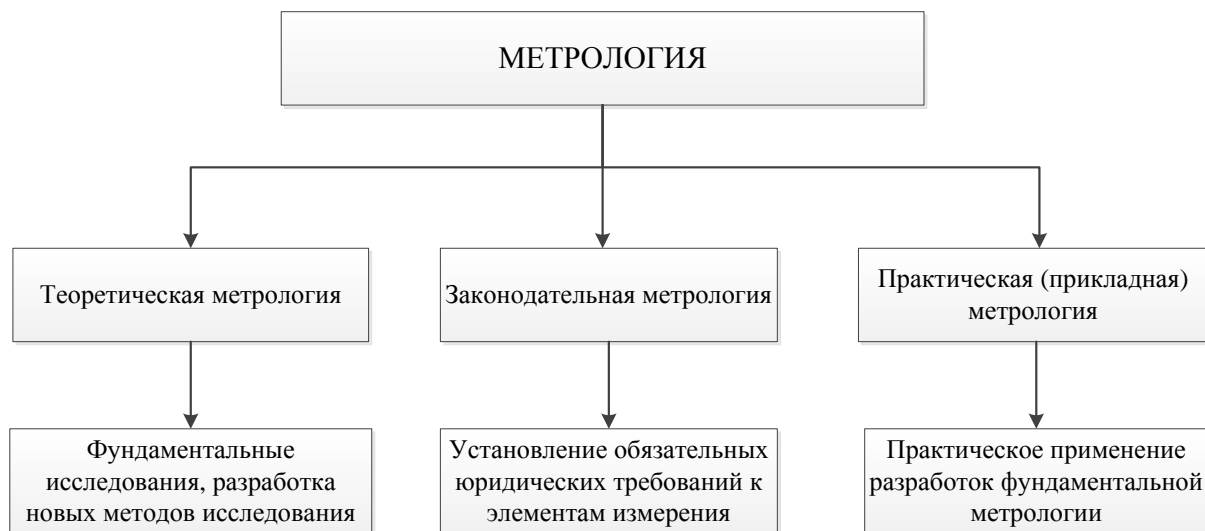 МЕТРОЛОГИЯ
Теоретическая метрология
Законодательная метрология
Практическая (прикладная)
метрология
Фундаментальные
исследования, разработка
новых методов исследования
Установление обязательных
юридических требований к
элементам измерения
Практическое применение
разработок фундаментальной
метрологии